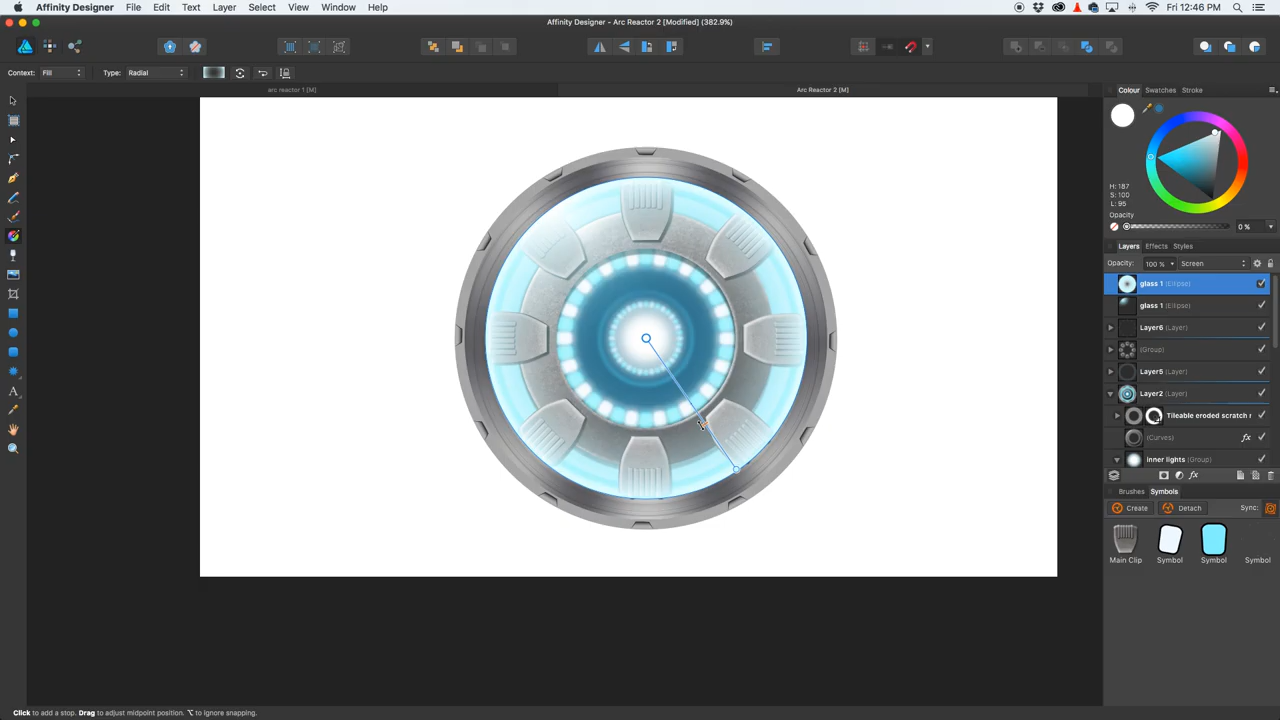 Affinity Designer File Edit Text Layer Select View Window Help Fri 12:46 PM
Affinity Designer - Arc Reactor 2 [Modified] (382.9%)
Context: Fill Type: Radial
arc reactor 1 [M] Arc Reactor 2 [M]
Colour Swatches Stroke
H: 187
S: 100
L: 95
Opacity
0 %
Layers Effects Styles
Opacity: 100 % Screen
glass 1 (Ellipse)
glass 1 (Ellipse)
Layer6 (Layer)
(Group)
Layer5 (Layer)
Layer2 (Layer)
Tileable eroded scratch r
(Curves) fx
inner lights (Group)
fx
Brushes Symbols
Create Detach Sync:
Main Clip Symbol Symbol Symbol
Click to add a stop. Drag to adjust midpoint position. ⌥ to ignore snapping.